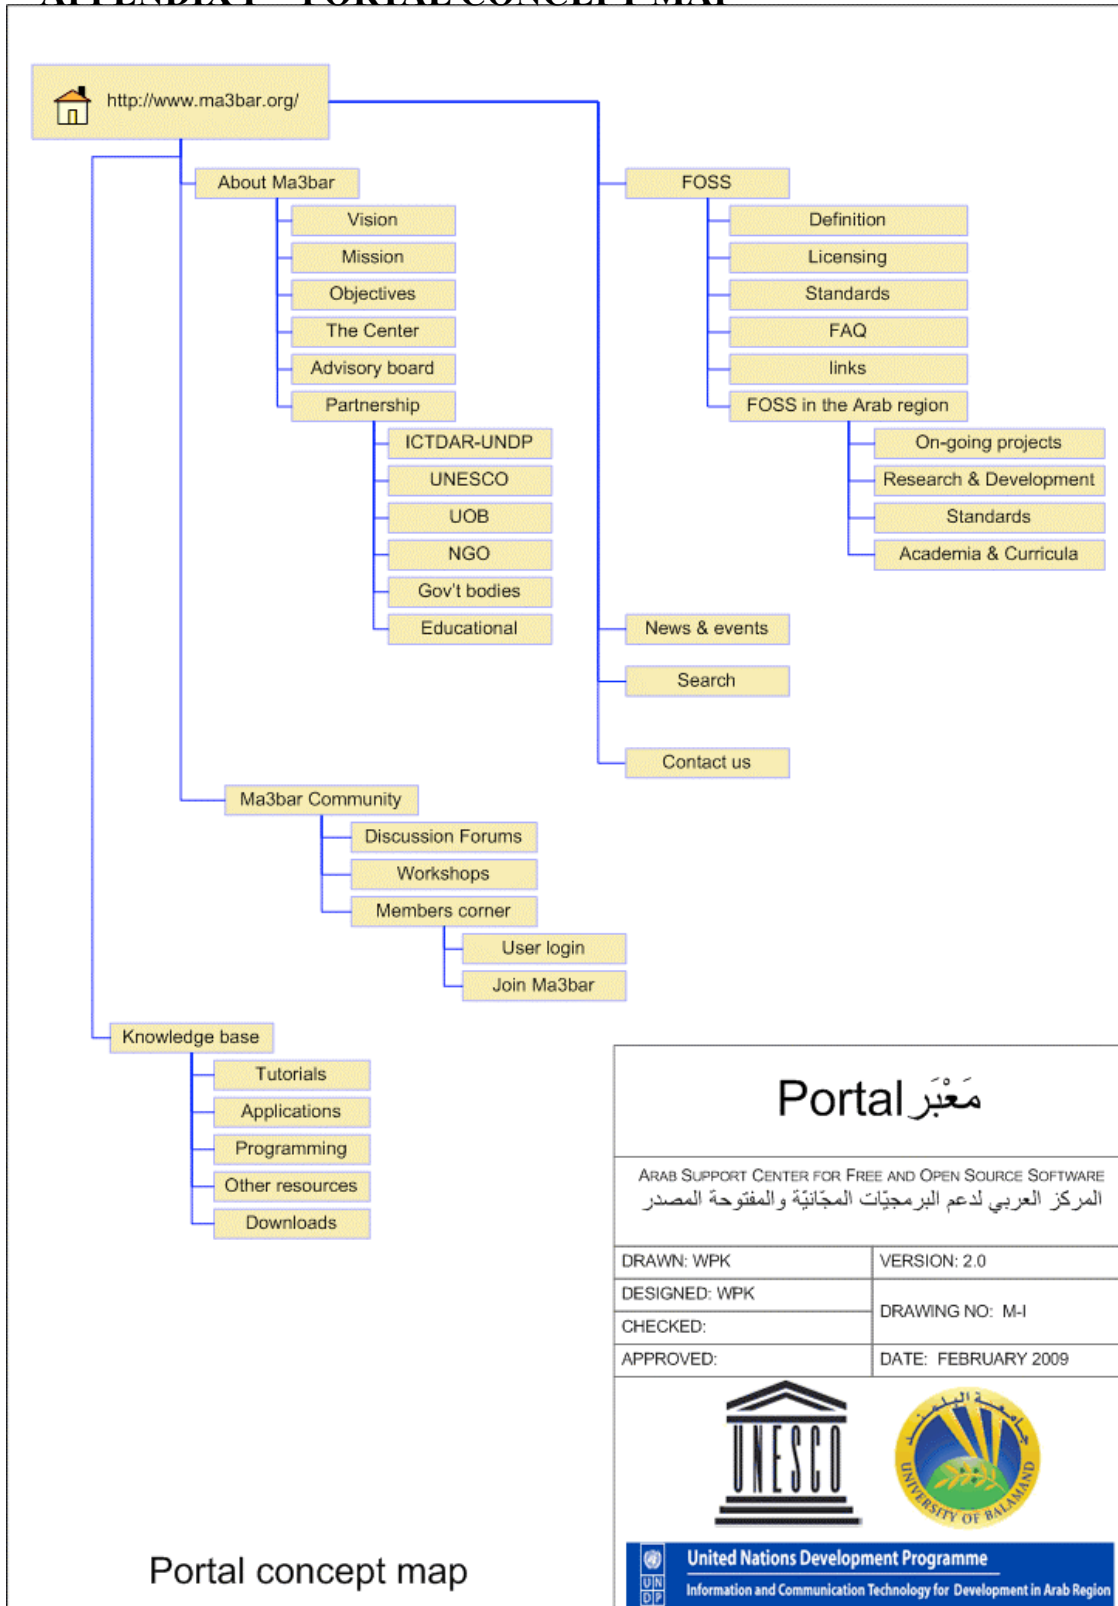 APPENDIX I – PORTAL CONCEPT MAP
http://www.ma3bar.org/
About Ma3bar
Vision
Mission
Objectives
The Center
Advisory board
Partnership
ICTDAR-UNDP
UNESCO
UOB
NGO
Gov't bodies
Educational
FOSS
Definition
Licensing
Standards
FAQ
links
FOSS in the Arab region
On-going projects
Research & Development
Standards
Academia & Curricula
News & events
Search
Contact us
Ma3bar Community
Discussion Forums
Workshops
Members corner
User login
Join Ma3bar
Knowledge base
Tutorials
Applications
Programming
Other resources
Downloads
Portal مَعْبَر
ARAB SUPPORT CENTER FOR FREE AND OPEN SOURCE SOFTWARE
المركز العربي لدعم البرمجيّات المجّانيّة والمفتوحة المصدر
DRAWN: WPK
VERSION: 2.0
DESIGNED: WPK
DRAWING NO: M-I
CHECKED:
APPROVED:
DATE: FEBRUARY 2009
UNESCO
جامعة البلمند
UNIVERSITY OF BALAMAND
UN
DP
United Nations Development Programme
Information and Communication Technology for Development in Arab Region
Portal concept map